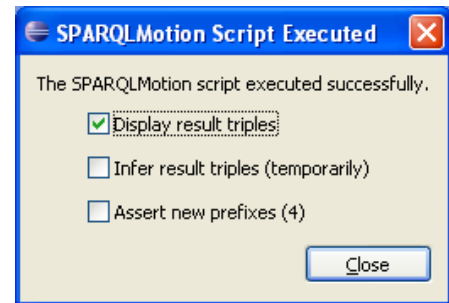 SPARQLMotion Script Executed
The SPARQLMotion script executed successfully.
Display result triples
Infer result triples (temporarily)
Assert new prefixes (4)
Close